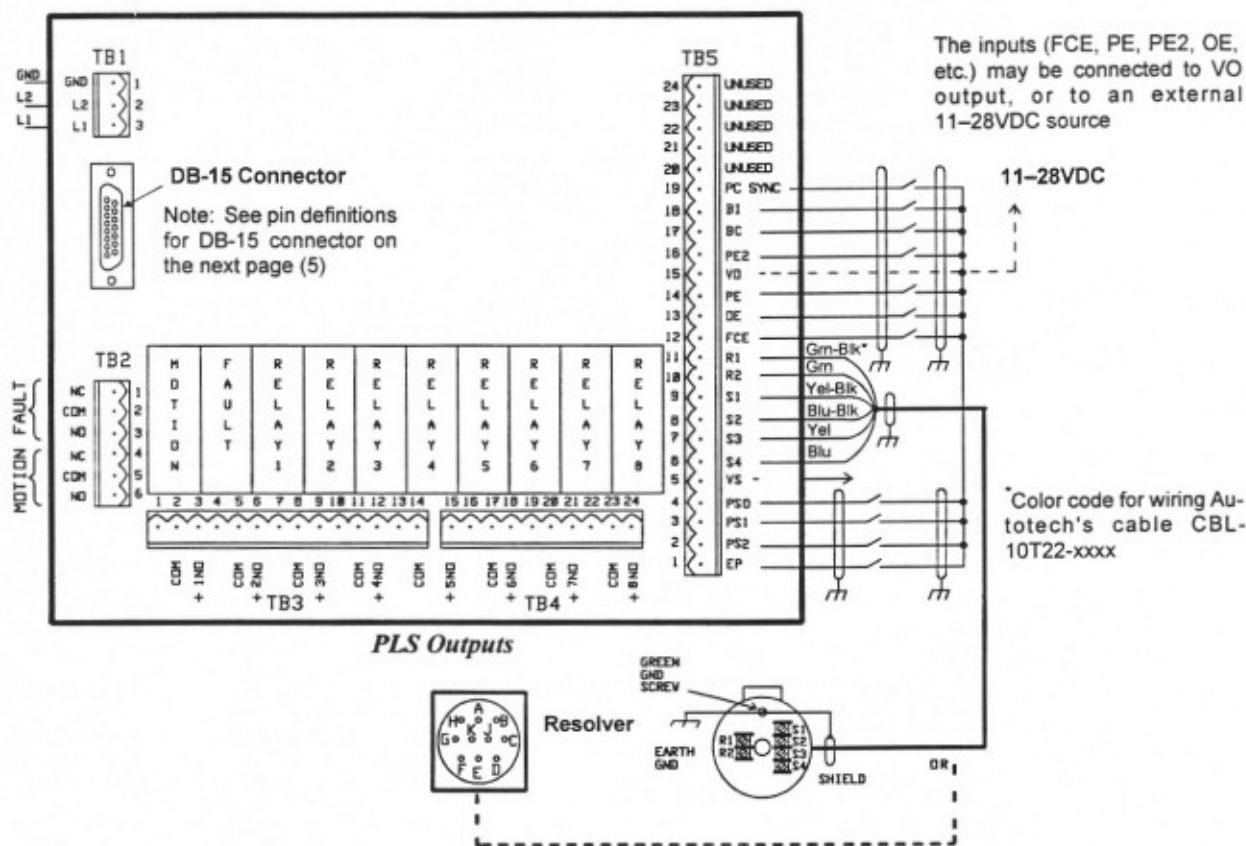 TB1
GND
L2
L1
GND 1
L2 2
L1 3
DB-15 Connector
Note: See pin definitions
for DB-15 connector on
the next page (5)
TB5
24 UNUSED
23 UNUSED
22 UNUSED
21 UNUSED
20 UNUSED
19 PC SYNC
18 B1
17 BC
16 PE2
15 VO
14 PE
13 OE
12 FCE
11 R1 Grn-Blk*
10 R2 Grn
9 S1 Yel-Blk
8 S2 Blu-Blk
7 S3 Yel
6 S4 Blu
5 VS
4 PS0
3 PS1
2 PS2
1 EP
The inputs (FCE, PE, PE2, OE,
etc.) may be connected to VO
output, or to an external
11–28VDC source
11–28VDC
*Color code for wiring Au-
totech's cable CBL-
10T22-xxxx
TB2
FAULT
NC 1
COM 2
NO 3
MOTION
NC 4
COM 5
NO 6
MOTION
FAULT
RELAY 1
RELAY 2
RELAY 3
RELAY 4
RELAY 5
RELAY 6
RELAY 7
RELAY 8
1 2 3 4 5 6 7 8 9 10 11 12 13 14
15 16 17 18 19 20 21 22 23 24
COM + 1NO COM + 2NO COM + 3NO COM + 4NO COM
+ 5NO COM + 6NO COM + 7NO COM + 8NO
TB3
TB4
PLS Outputs
Resolver
A
H B
K J
G C
F D
E
GREEN
GND
SCREW
EARTH
GND
R1
R2
S1
S2
S3
S4
SHIELD
OR